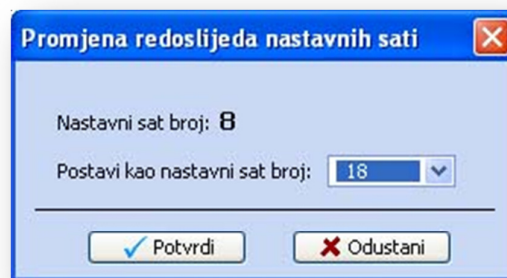 Promjena redoslijeda nastavnih sati
Nastavni sat broj: 8
Postavi kao nastavni sat broj: 18
Potvrdi Odustani